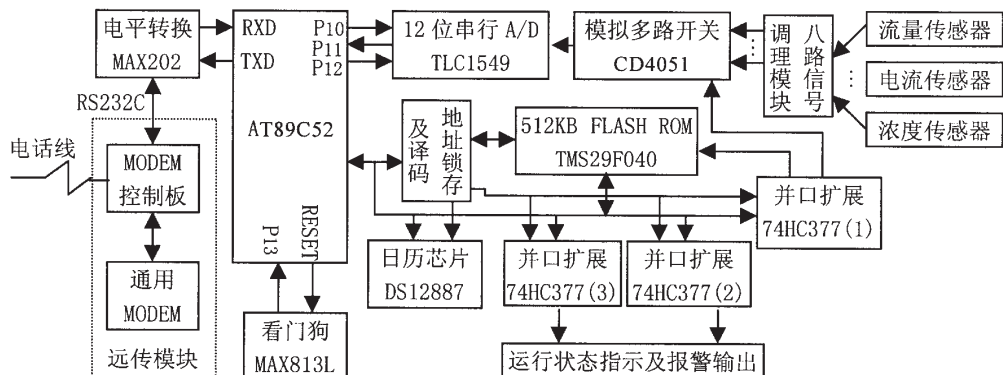 电平转换
MAX202
RS232C
电话线
MODEM
控制板
通用
MODEM
远传模块
RXD
TXD
P10
P11
P12
AT89C52
P13
RESET
看门狗
MAX813L
12 位串行 A/D
TLC1549
模拟多路开关
CD4051
八路信号
调理模块
流量传感器
电流传感器
浓度传感器
地址锁存
及译码
512KB FLASH ROM
TMS29F040
并口扩展
74HC377(1)
日历芯片
DS12887
并口扩展
74HC377(3)
并口扩展
74HC377(2)
运行状态指示及报警输出